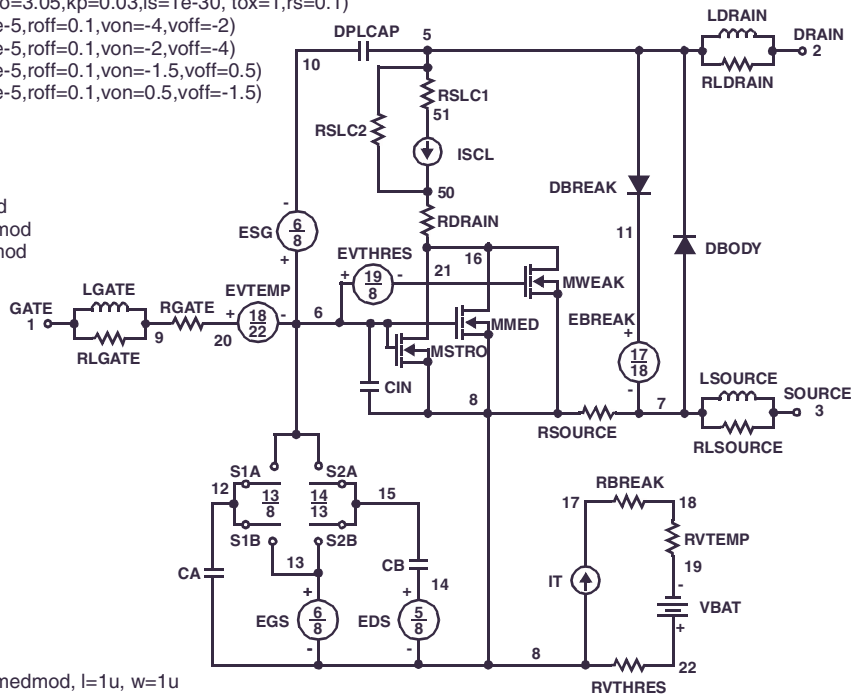 o=3.05,kp=0.03,is=1e-30, tox=1,rs=0.1)
e-5,roff=0.1,von=-4,voff=-2)
e-5,roff=0.1,von=-2,voff=-4)
e-5,roff=0.1,von=-1.5,voff=0.5)
e-5,roff=0.1,von=0.5,voff=-1.5)
LDRAIN
DPLCAP
5
DRAIN
2
10
RLDRAIN
RSLC1
51
RSLC2
ISCL
50
DBREAK
RDRAIN
d
mod
mod
-
ESG
6
8
+
11
DBODY
EVTHRES
16
21
+
19
8
-
MWEAK
LGATE
EVTEMP
GATE
1
RGATE
+
18
22
-
6
EBREAK
+
MMED
9
20
MSTRO
17
18
RLGATE
-
LSOURCE
CIN
8
SOURCE
3
7
RSOURCE
RLSOURCE
S1A
S2A
12
13
8
14
13
15
RBREAK
17
18
S1B
S2B
RVTEMP
13
CB
19
CA
14
IT
-
+
+
VBAT
EGS
6
8
EDS
5
8
+
-
-
8
22
medmod, l=1u, w=1u
RVTHRES